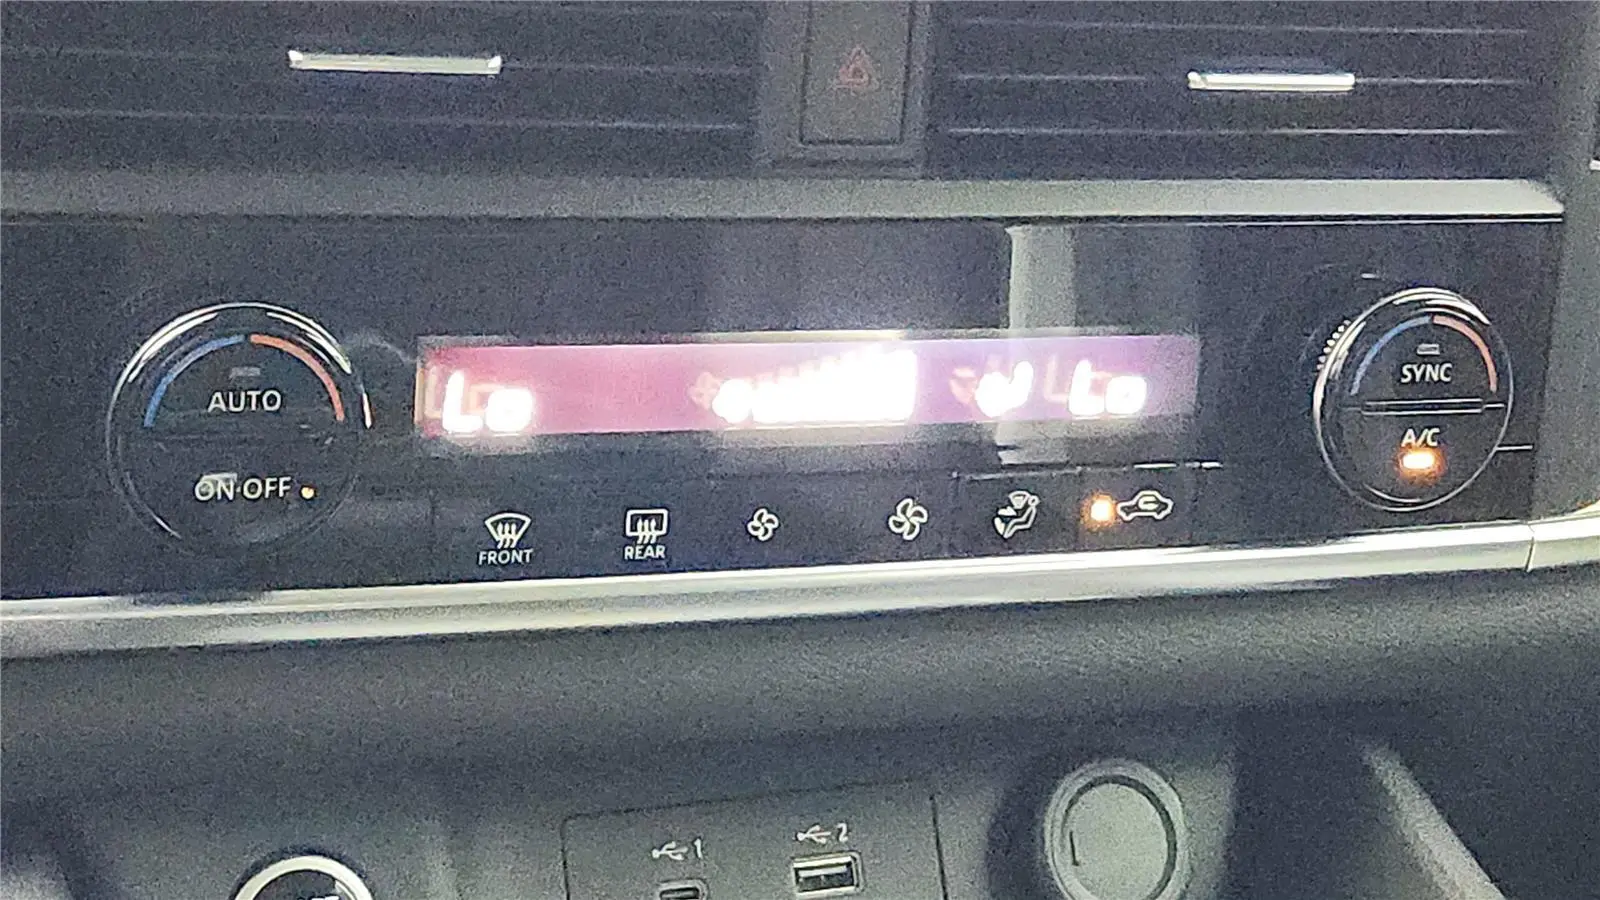 AUTO
ON·OFF
Lo
Lo
SYNC
A/C
FRONT
REAR
1
2